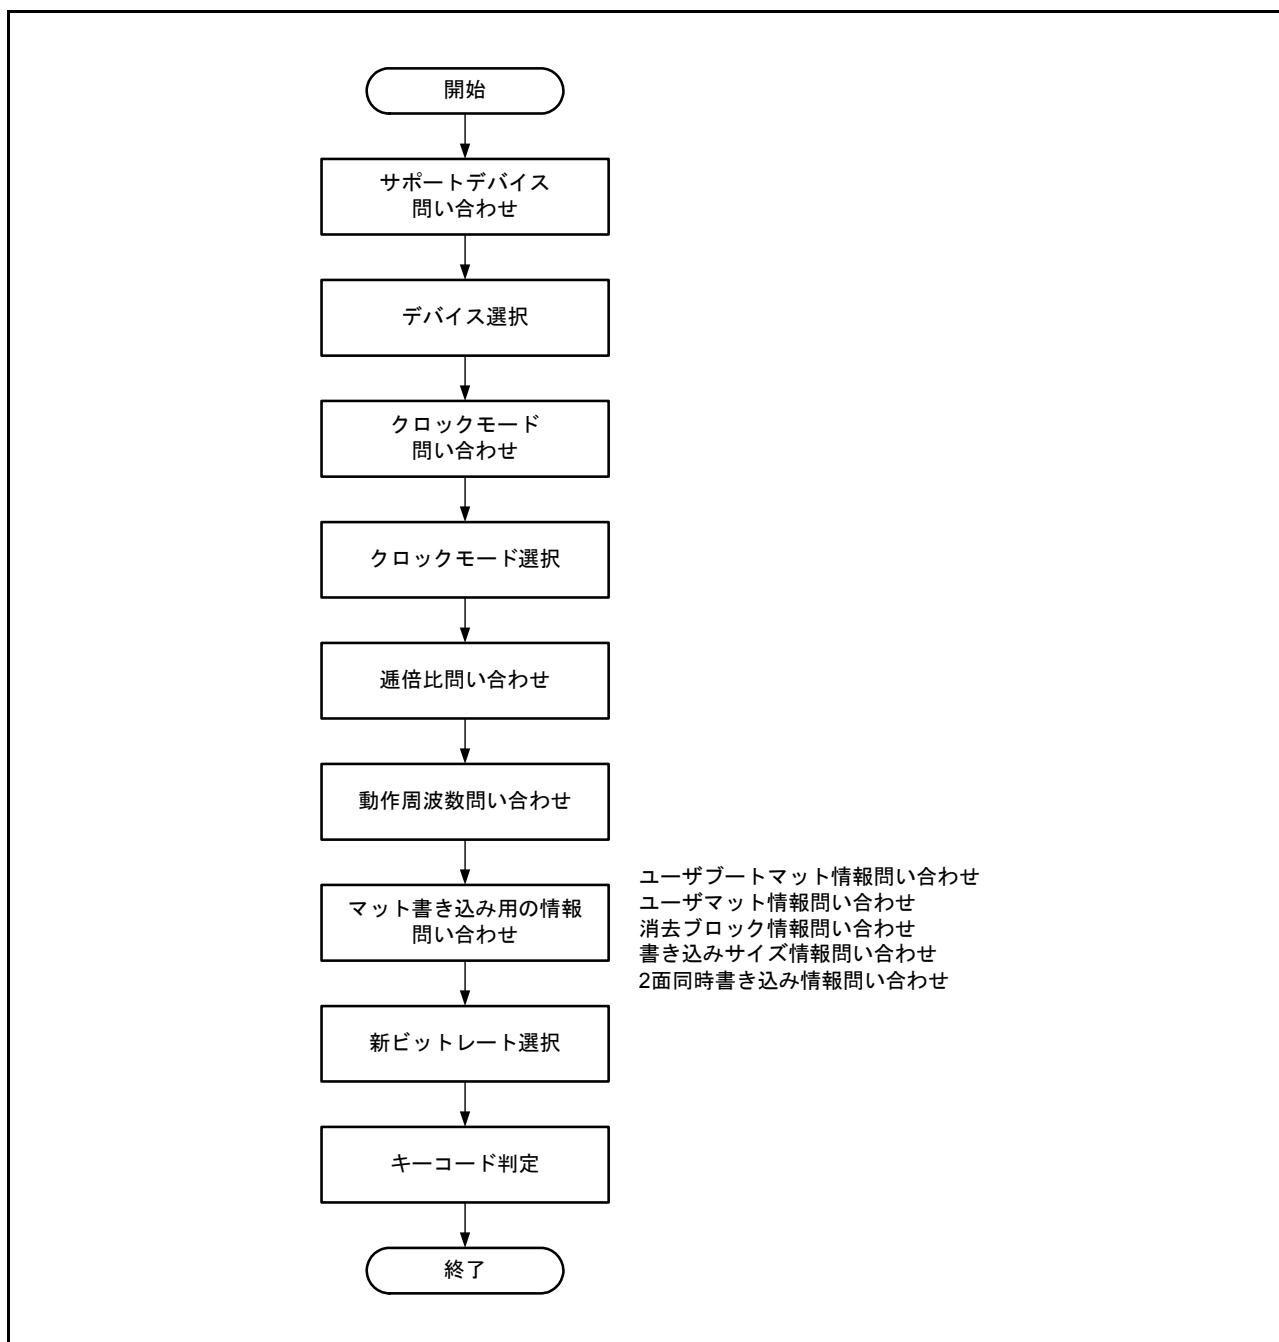 開始
サポートデバイス
問い合わせ
デバイス選択
クロックモード
問い合わせ
クロックモード選択
逓倍比問い合わせ
動作周波数問い合わせ
マット書き込み用の情報
問い合わせ
ユーザブートマット情報問い合わせ
ユーザマット情報問い合わせ
消去ブロック情報問い合わせ
書き込みサイズ情報問い合わせ
2面同時書き込み情報問い合わせ
新ビットレート選択
キーコード判定
終了